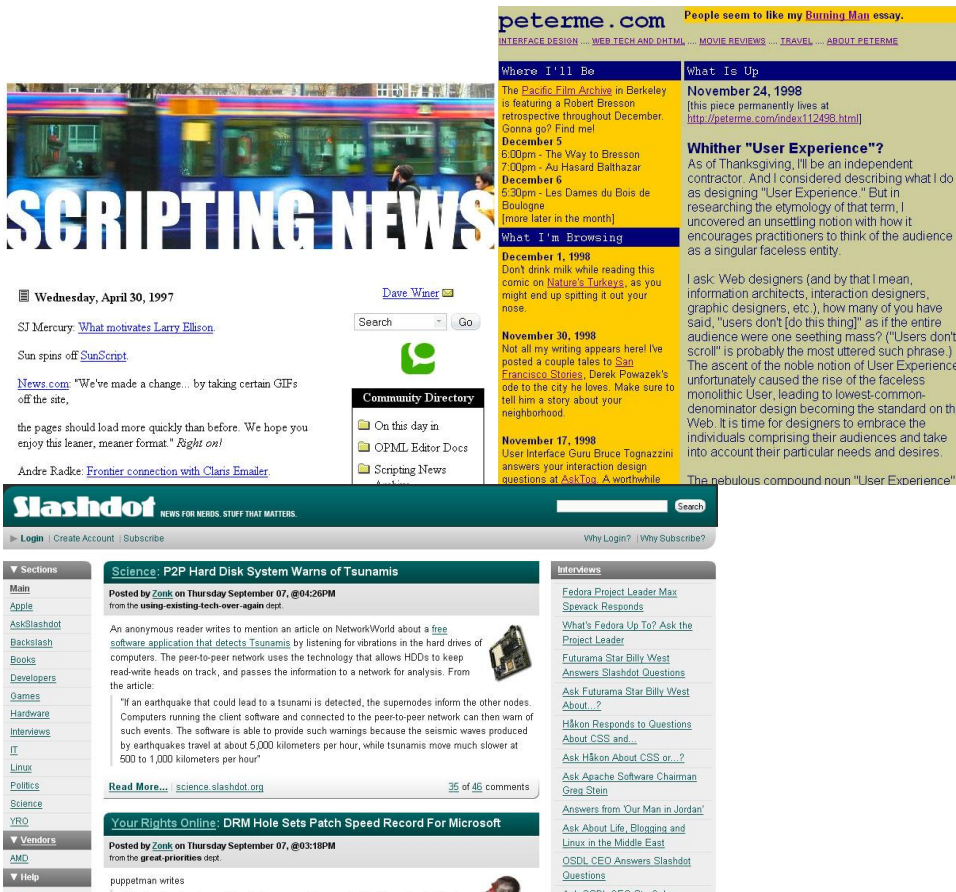 SCRIPTING NEWS
Wednesday, April 30, 1997
SJ Mercury: What motivates Larry Ellison.
Sun spins off SunScript.
News.com: "We've made a change... by taking certain GIFs
off the site,
the pages should load more quickly than before. We hope you
enjoy this leaner, meaner format." Right on!
Andre Radke: Frontier connection with Claris Emailer.
Dave Winer
Search
Go
Community Directory
On this day in
OPML Editor Docs
Scripting News
peterme.com
People seem to like my Burning Man essay.
INTERFACE DESIGN .... WEB TECH AND DHTML .... MOVIE REVIEWS .... TRAVEL .... ABOUT PETERME
Where I'll Be
The Pacific Film Archive in Berkeley
is featuring a Robert Bresson
retrospective throughout December.
Gonna go? Find me!
December 5
6:00pm - The Way to Bresson
7:00pm - Au Hasard Balthazar
December 6
5:30pm - Les Dames du Bois de
Boulogne
[more later in the month]
What I'm Browsing
December 1, 1998
Don't drink milk while reading this
comic on Nature's Turkeys, as you
might end up spitting it out your
nose.
November 30, 1998
Not all my writing appears here! I've
posted a couple tales to San
Francisco Stories, Derek Powazek's
ode to the city he loves. Make sure to
tell him a story about your
neighborhood.
November 17, 1998
User Interface Guru Bruce Tognazzini
answers your interaction design
questions at AskTog. A worthwhile
What Is Up
November 24, 1998
[this piece permanently lives at
http://peterme.com/index112498.html]
Whither "User Experience"?
As of Thanksgiving, I'll be an independent
contractor. And I considered describing what I do
as designing "User Experience." But in
researching the etymology of that term, I
uncovered an unsettling notion with how it
encourages practitioners to think of the audience
as a singular faceless entity.
I ask: Web designers (and by that I mean,
information architects, interaction designers,
graphic designers, etc.), how many of you have
said, "users don't [do this thing]" as if the entire
audience were one seething mass? ("Users don't
scroll" is probably the most uttered such phrase.)
The ascent of the noble notion of User Experience
unfortunately caused the rise of the faceless
monolithic User, leading to lowest-common-
denominator design becoming the standard on th
Web. It is time for designers to embrace the
individuals comprising their audiences and take
into account their particular needs and desires.
The nebulous compound noun "User Experience"
Slashdot NEWS FOR NERDS. STUFF THAT MATTERS.
Search
Login | Create Account | Subscribe
Why Login? | Why Subscribe?
Sections
Main
Apple
AskSlashdot
Backslash
Books
Developers
Games
Hardware
Interviews
IT
Linux
Politics
Science
YRO
Vendors
AMD
Help
Science: P2P Hard Disk System Warns of Tsunamis
Posted by Zonk on Thursday September 07, @04:26PM
from the using-existing-tech-over-again dept.
An anonymous reader writes to mention an article on NetworkWorld about a free
software application that detects Tsunamis by listening for vibrations in the hard drives of
computers. The peer-to-peer network uses the technology that allows HDDs to keep
read-write heads on track, and passes the information to a network for analysis. From
the article:
"If an earthquake that could lead to a tsunami is detected, the supernodes inform the other nodes.
Computers running the client software and connected to the peer-to-peer network can then warn of
such events. The software is able to provide such warnings because the seismic waves produced
by earthquakes travel at about 5,000 kilometers per hour, while tsunamis move much slower at
500 to 1,000 kilometers per hour"
Read More... | science.slashdot.org
35 of 46 comments
Your Rights Online: DRM Hole Sets Patch Speed Record For Microsoft
Posted by Zonk on Thursday September 07, @03:18PM
from the great-priorities dept.
puppetman writes
Interviews
Fedora Project Leader Max
Spevack Responds
What's Fedora Up To? Ask the
Project Leader
Futurama Star Billy West
Answers Slashdot Questions
Ask Futurama Star Billy West
About...?
Håkon Responds to Questions
About CSS and...
Ask Håkon About CSS or...?
Ask Apache Software Chairman
Greg Stein
Answers from 'Our Man in Jordan'
Ask About Life, Blogging and
Linux in the Middle East
OSDL CEO Answers Slashdot
Questions